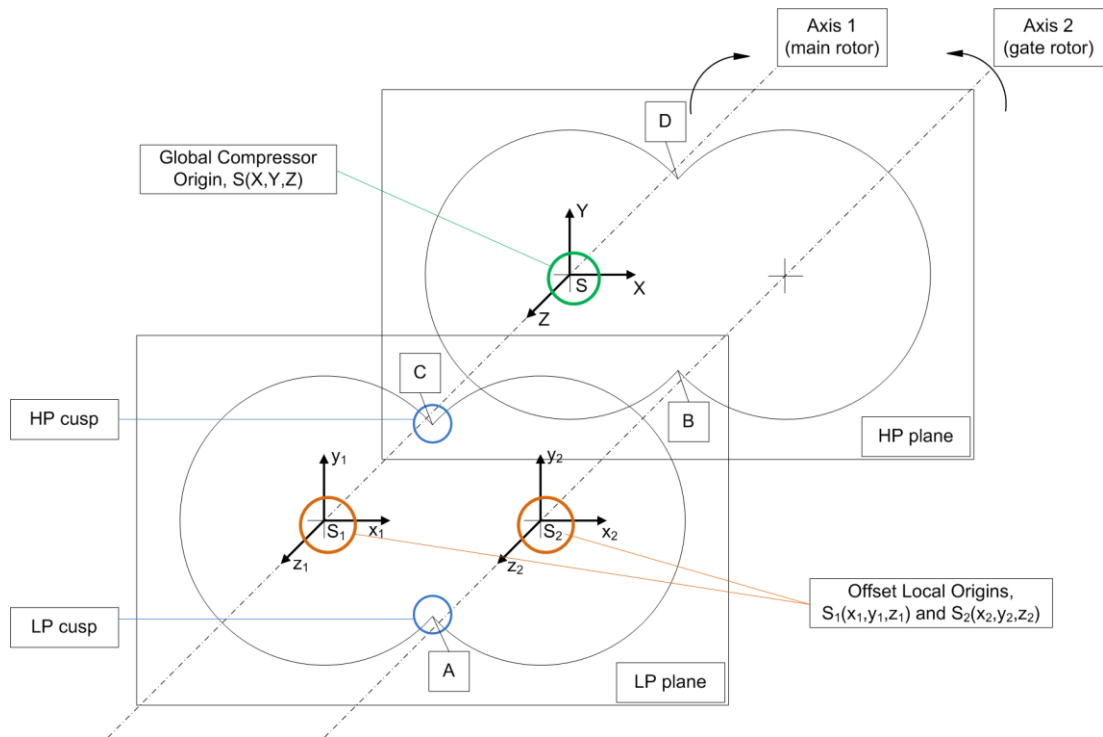 Axis 1
(main rotor)
Axis 2
(gate rotor)
D
Global Compressor
Origin, S(X,Y,Z)
Y
S
X
Z
C
HP cusp
B
HP plane
y₁
y₂
S₁
x₁
S₂
x₂
z₁
z₂
Offset Local Origins,
S₁(x₁,y₁,z₁) and S₂(x₂,y₂,z₂)
LP cusp
A
LP plane